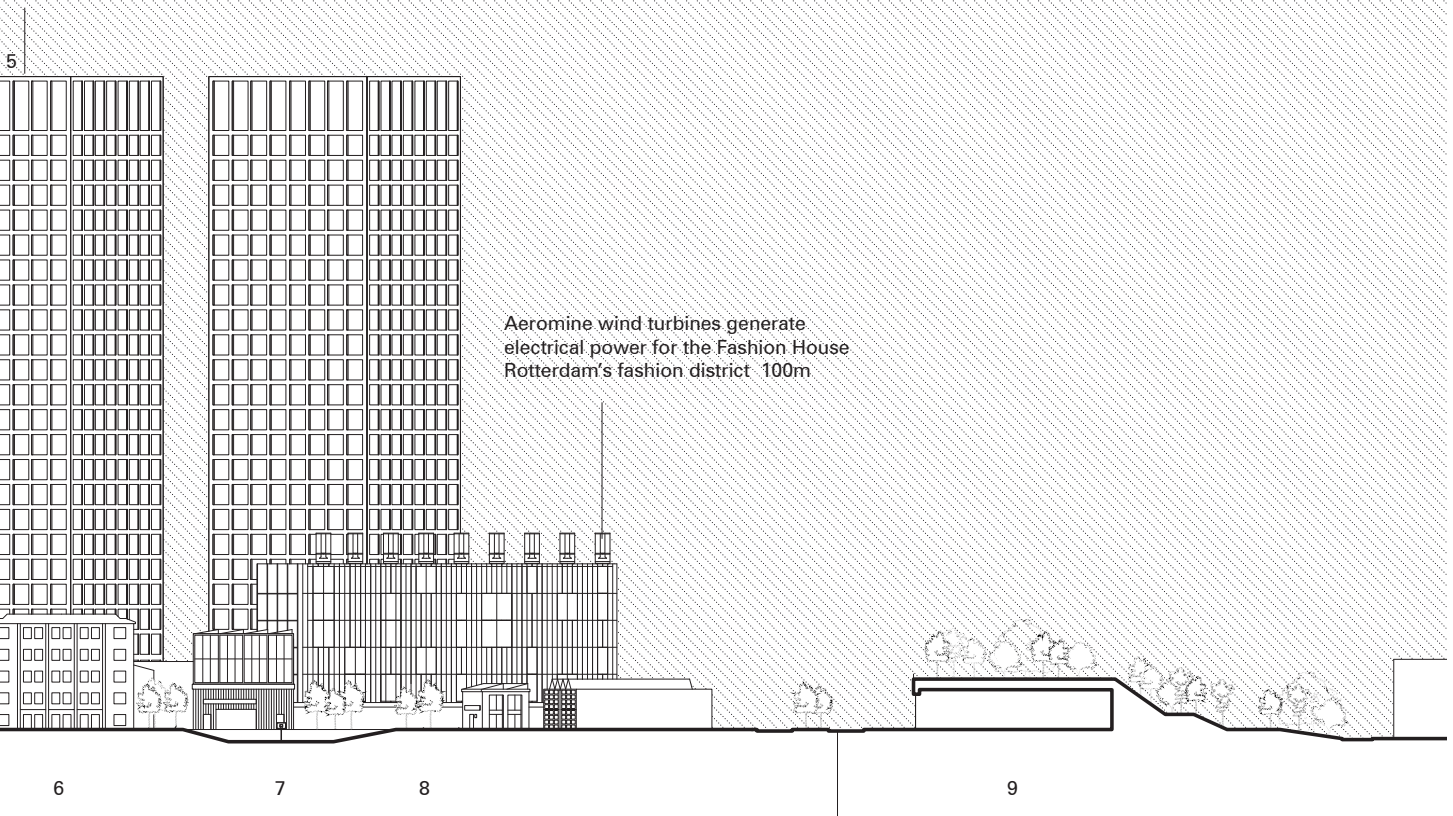 5
Aeromine wind turbines generate
electrical power for the Fashion House
Rotterdam’s fashion district  100m
6 7 8 9